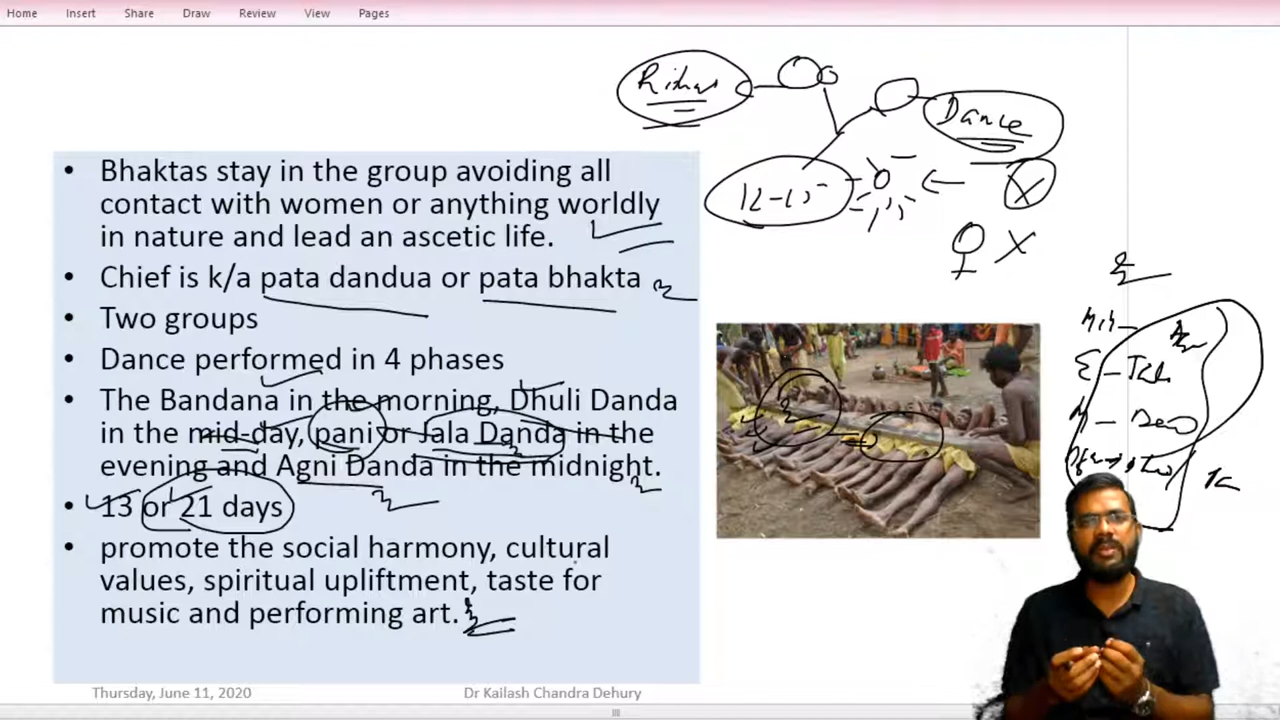 Home Insert Share Draw Review View Pages
Rituals
Dance
12-15
• Bhaktas stay in the group avoiding all
contact with women or anything worldly
in nature and lead an ascetic life.
• Chief is k/a pata dandua or pata bhakta
• Two groups
• Dance performed in 4 phases
• The Bandana in the morning, Dhuli Danda
in the mid-day, pani or Jala Danda in the
evening and Agni Danda in the midnight.
• 13 or 21 days
• promote the social harmony, cultural
values, spiritual upliftment, taste for
music and performing art.
Thursday, June 11, 2020 Dr Kailash Chandra Dehury